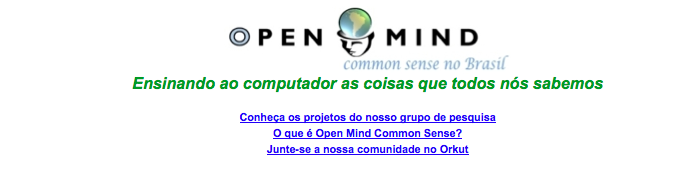 OPEN MIND
common sense no Brasil
Ensinando ao computador as coisas que todos nós sabemos
Conheça os projetos do nosso grupo de pesquisa
O que é Open Mind Common Sense?
Junte-se a nossa comunidade no Orkut